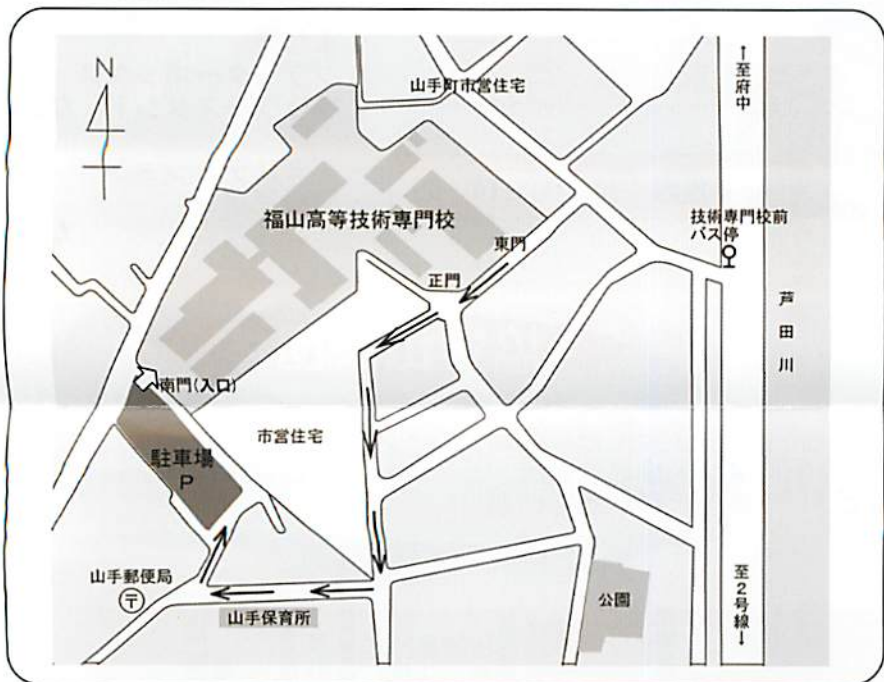 N
山手町市営住宅
↑至府中
技術専門校前
バス停
福山高等技術専門校
東門
正門
芦田川
南門(入口)
市営住宅
駐車場
P
山手郵便局
〒
山手保育所
公園
至2号線↓